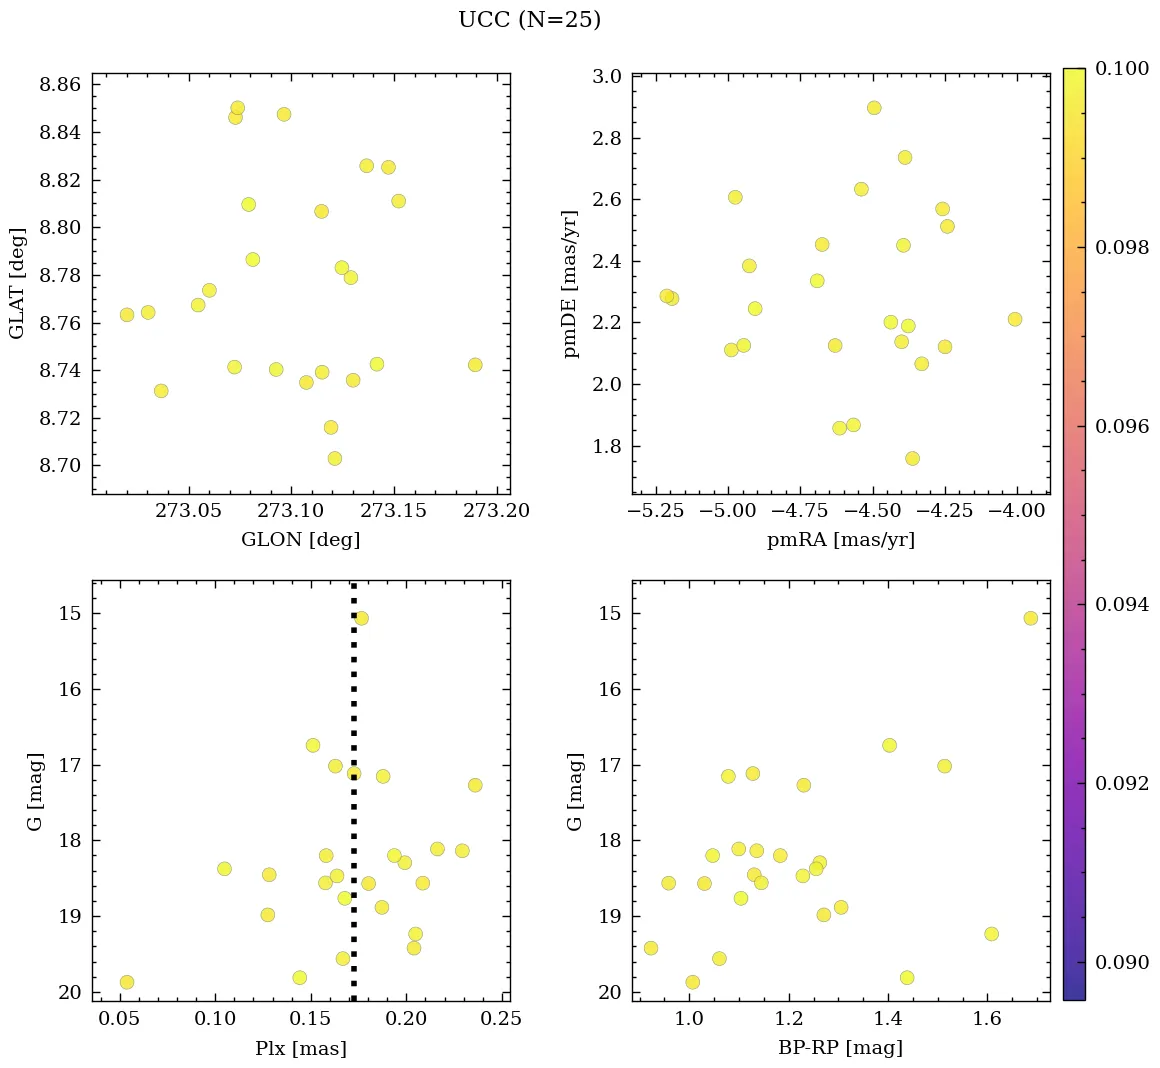 UCC (N=25)
8.86
8.84
8.82
8.80
8.78
8.76
8.74
8.72
8.70
GLAT [deg]
273.05 273.10 273.15 273.20
GLON [deg]
3.0
2.8
2.6
2.4
2.2
2.0
1.8
pmDE [mas/yr]
−5.25 −5.00 −4.75 −4.50 −4.25 −4.00
pmRA [mas/yr]
15
16
17
18
19
20
G [mag]
0.05 0.10 0.15 0.20 0.25
Plx [mas]
15
16
17
18
19
20
G [mag]
1.0 1.2 1.4 1.6
BP-RP [mag]
0.100
0.098
0.096
0.094
0.092
0.090